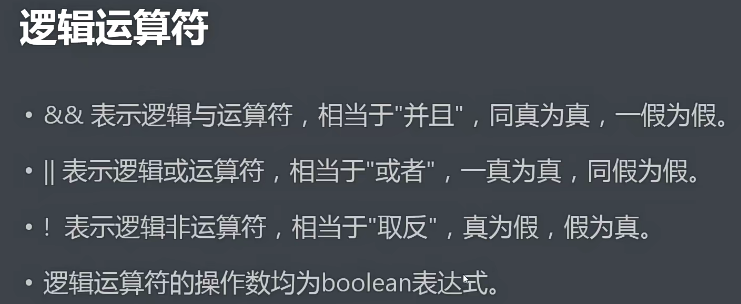 逻辑运算符
• && 表示逻辑与运算符，相当于"并且"，同真为真，一假为假。
• || 表示逻辑或运算符，相当于"或者"，一真为真，同假为假。
• ! 表示逻辑非运算符，相当于"取反"，真为假，假为真。
• 逻辑运算符的操作数均为boolean表达式。